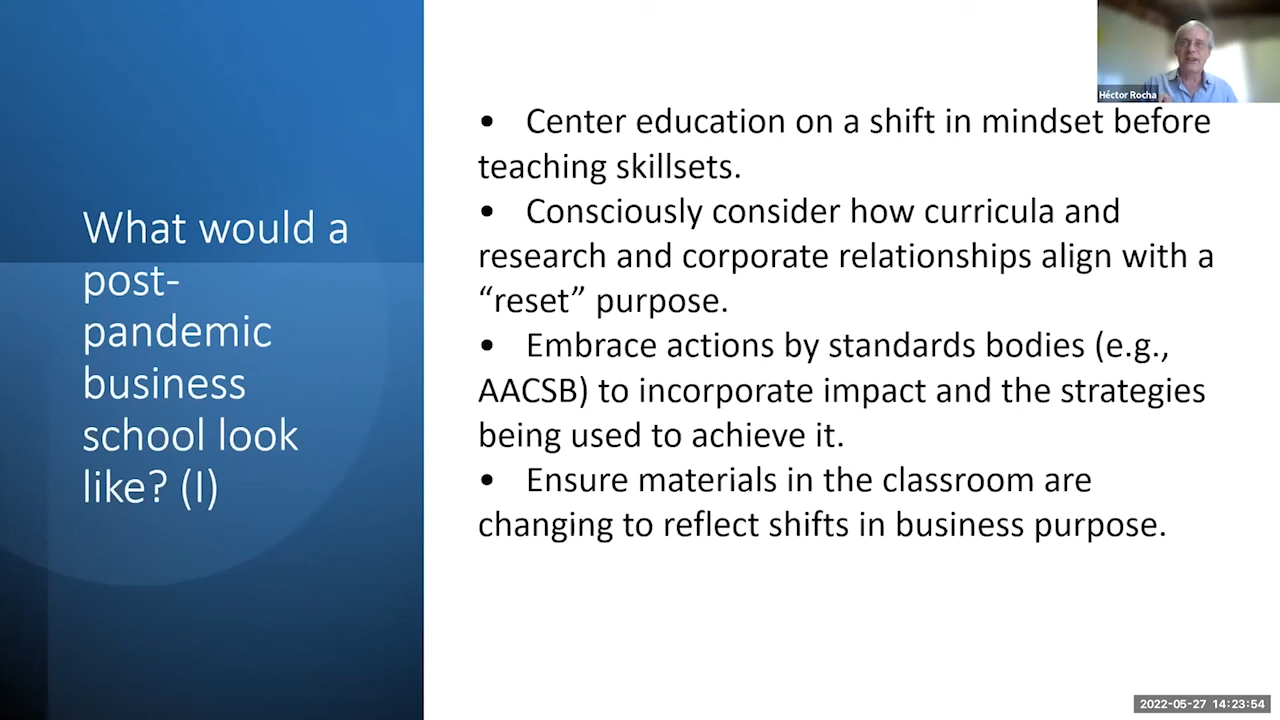 What would a
post-
pandemic
business
school look
like? (I)
• Center education on a shift in mindset before
teaching skillsets.
• Consciously consider how curricula and
research and corporate relationships align with a
“reset” purpose.
• Embrace actions by standards bodies (e.g.,
AACSB) to incorporate impact and the strategies
being used to achieve it.
• Ensure materials in the classroom are
changing to reflect shifts in business purpose.
Héctor Rocha
2022-05-27 14:23:54